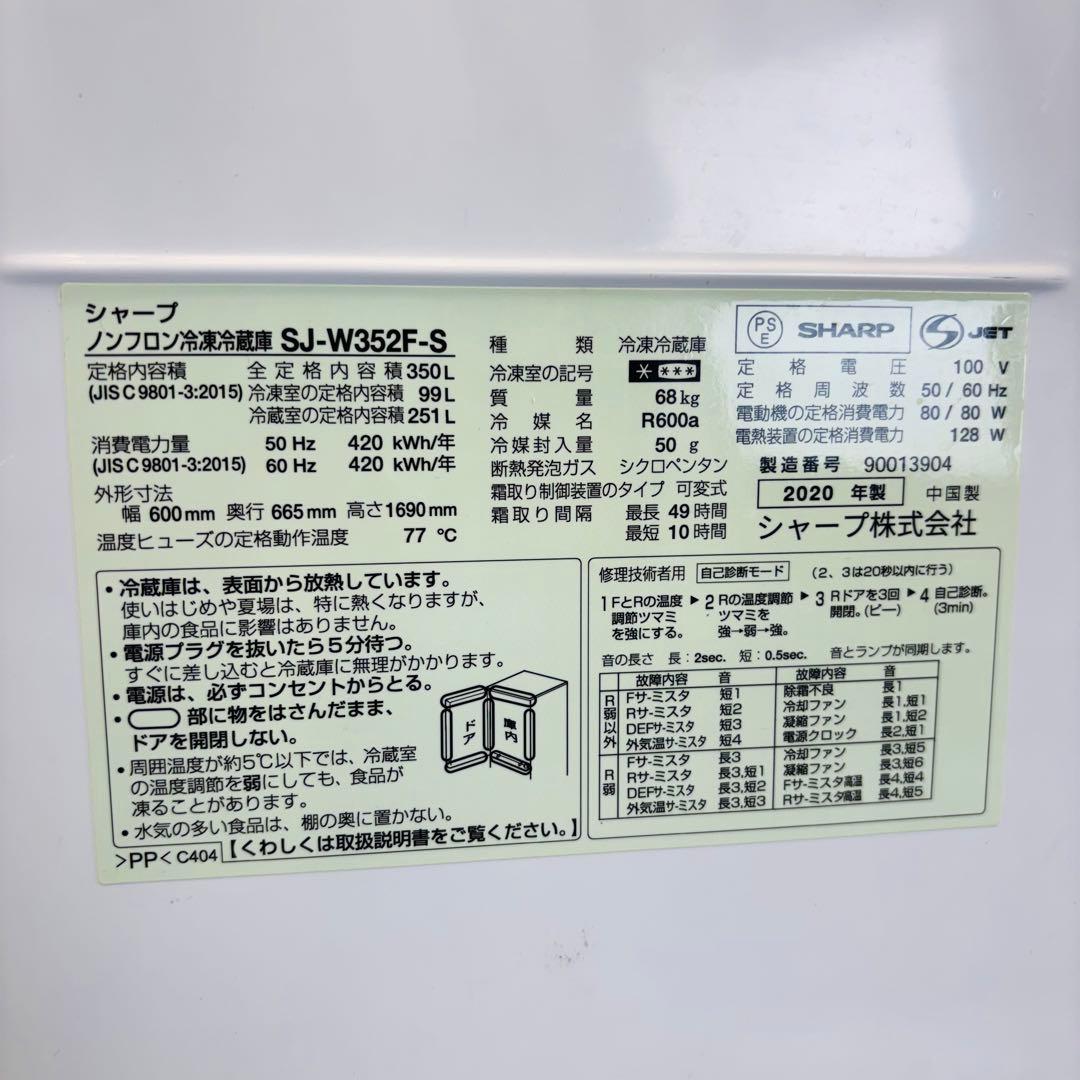 シャープ
ノンフロン冷凍冷蔵庫 SJ-W352F-S
定格内容積 全定格内容積 350L
(JIS C 9801-3:2015) 冷凍室の定格内容積 99L
冷蔵室の定格内容積 251L
消費電力量 50 Hz 420 kWh/年
(JIS C 9801-3:2015) 60 Hz 420 kWh/年
外形寸法
幅 600mm 奥行 665mm 高さ1690mm
温度ヒューズの定格動作温度 77 ℃
種類 冷凍冷蔵庫
冷凍室の記号 * ***
質量 68kg
冷媒名 R600a
冷媒封入量 50 g
断熱発泡ガス シクロペンタン
霜取り制御装置のタイプ 可変式
霜取り間隔 最長 49時間
最短 10時間
PSE SHARP S JET
定格電圧 100 V
定格周波数 50/60 Hz
電動機の定格消費電力 80/80 W
電熱装置の定格消費電力 128 W
製造番号 90013904
2020 年製 中国製
シャープ株式会社
・冷蔵庫は、表面から放熱しています。
使いはじめや夏場は、特に熱くなりますが、
庫内の食品に影響はありません。
・電源プラグを抜いたら5分待つ。
すぐに差し込むと冷蔵庫に無理がかかります。
・電源は、必ずコンセントからとる。
・ 部に物をはさんだまま、
ドアを開閉しない。
・周囲温度が約5℃以下では、冷蔵室
の温度調節を弱にしても、食品が
凍ることがあります。
・水気の多い食品は、棚の奥に置かない。
【くわしくは取扱説明書をご覧ください。】
ドア 庫内
>PP< C404
修理技術者用 自己診断モード (2、3は20秒以内に行う)
1 FとRの温度調節ツマミを強にする。 ▶ 2 Rの温度調節ツマミを強→弱→強。 ▶ 3 Rドアを3回開閉。(ピー) ▶ 4 自己診断。(3min)
音の長さ 長:2sec. 短:0.5sec. 音とランプが同期します。
故障内容 音 故障内容 音
R弱以外 Fサーミスタ 短1 除霜不良 長1
Rサーミスタ 短2 冷却ファン 長1,短1
DEFサーミスタ 短3 凝縮ファン 長1,短2
外気温サーミスタ 短4 電源クロック 長2,短1
R弱 Fサーミスタ 長3 冷却ファン 長3,短5
Rサーミスタ 長3,短1 凝縮ファン 長3,短6
DEFサーミスタ 長3,短2 Fサーミスタ高温 長4,短4
外気温サーミスタ 長3,短3 Rサーミスタ高温 長4,短5